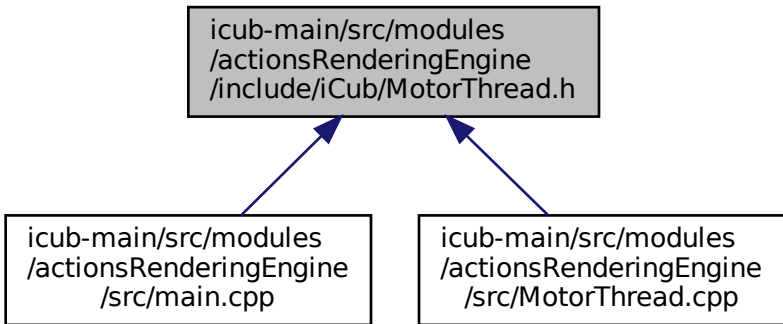 icub-main/src/modules
/actionsRenderingEngine
/include/iCub/MotorThread.h
icub-main/src/modules
/actionsRenderingEngine
/src/main.cpp
icub-main/src/modules
/actionsRenderingEngine
/src/MotorThread.cpp